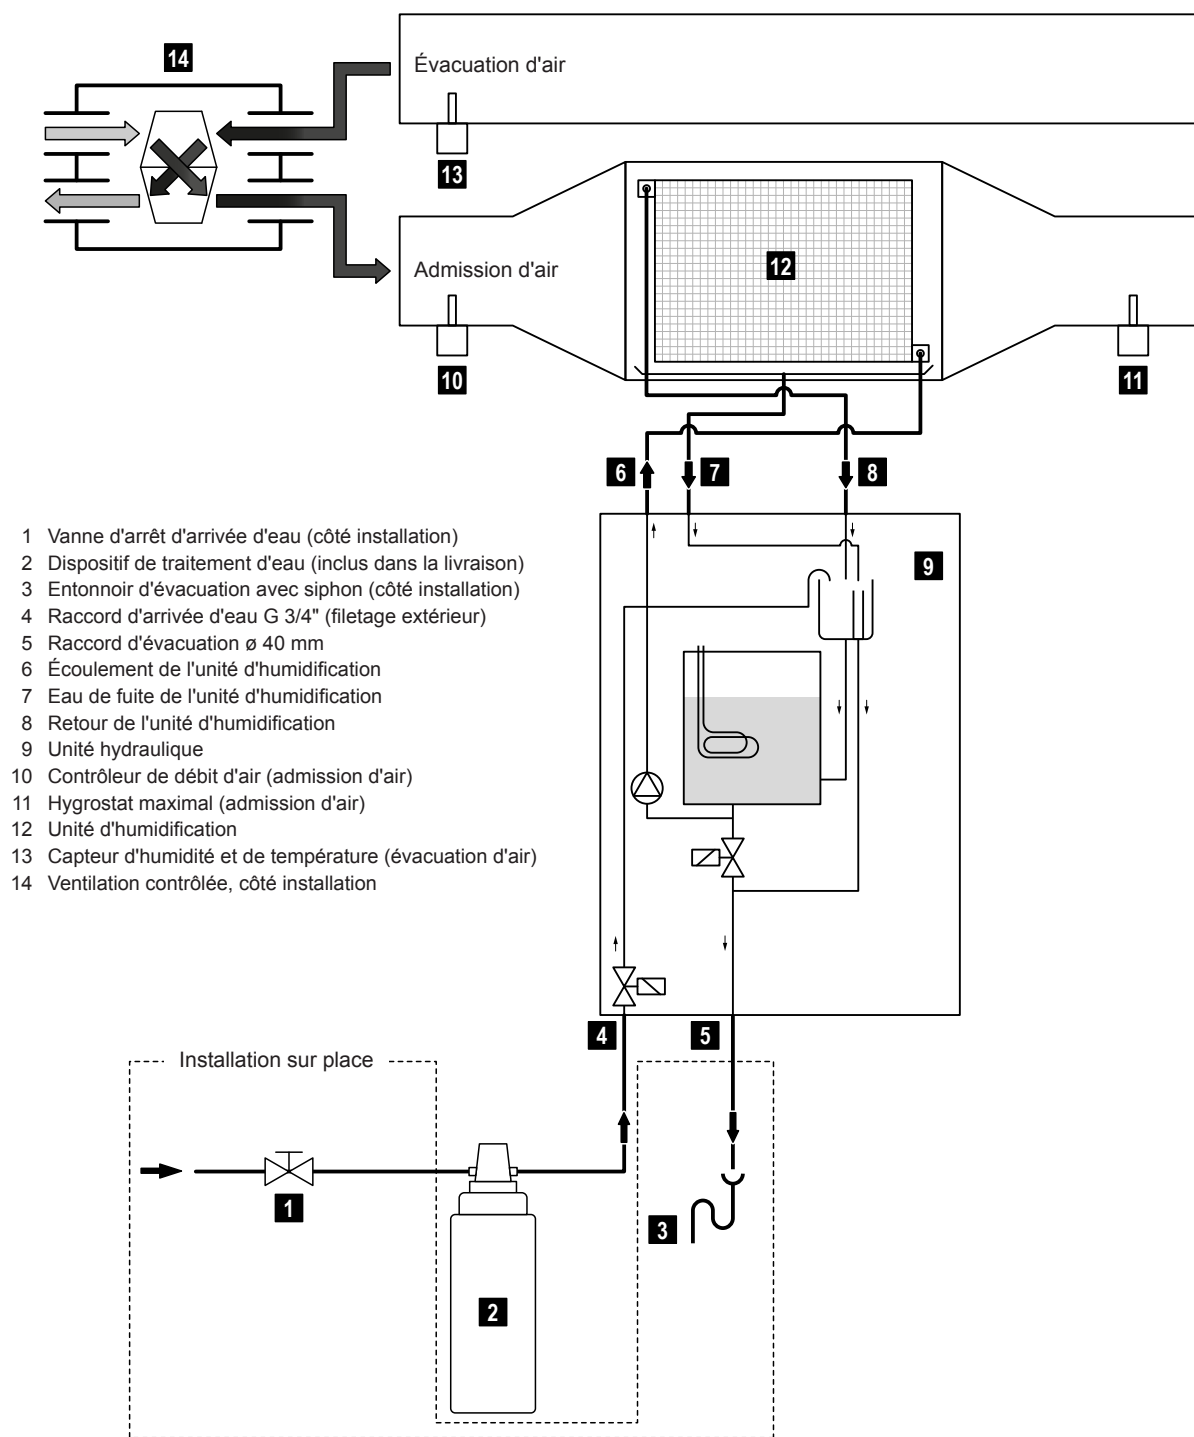 14
Évacuation d'air
13
12
Admission d'air
10
11
6
7
8
9
1 Vanne d'arrêt d'arrivée d'eau (côté installation)
2 Dispositif de traitement d'eau (inclus dans la livraison)
3 Entonnoir d'évacuation avec siphon (côté installation)
4 Raccord d'arrivée d'eau G 3/4" (filetage extérieur)
5 Raccord d'évacuation ø 40 mm
6 Écoulement de l'unité d'humidification
7 Eau de fuite de l'unité d'humidification
8 Retour de l'unité d'humidification
9 Unité hydraulique
10 Contrôleur de débit d'air (admission d'air)
11 Hygrostat maximal (admission d'air)
12 Unité d'humidification
13 Capteur d'humidité et de température (évacuation d'air)
14 Ventilation contrôlée, côté installation
4
5
Installation sur place
1
3
2